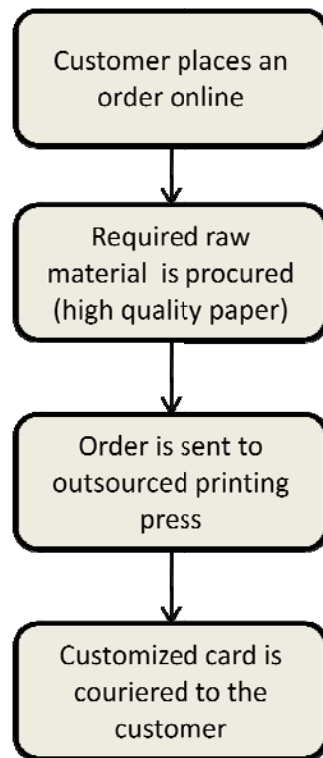 Customer places an
order online
Required raw
material is procured
(high quality paper)
Order is sent to
outsourced printing
press
Customized card is
couriered to the
customer